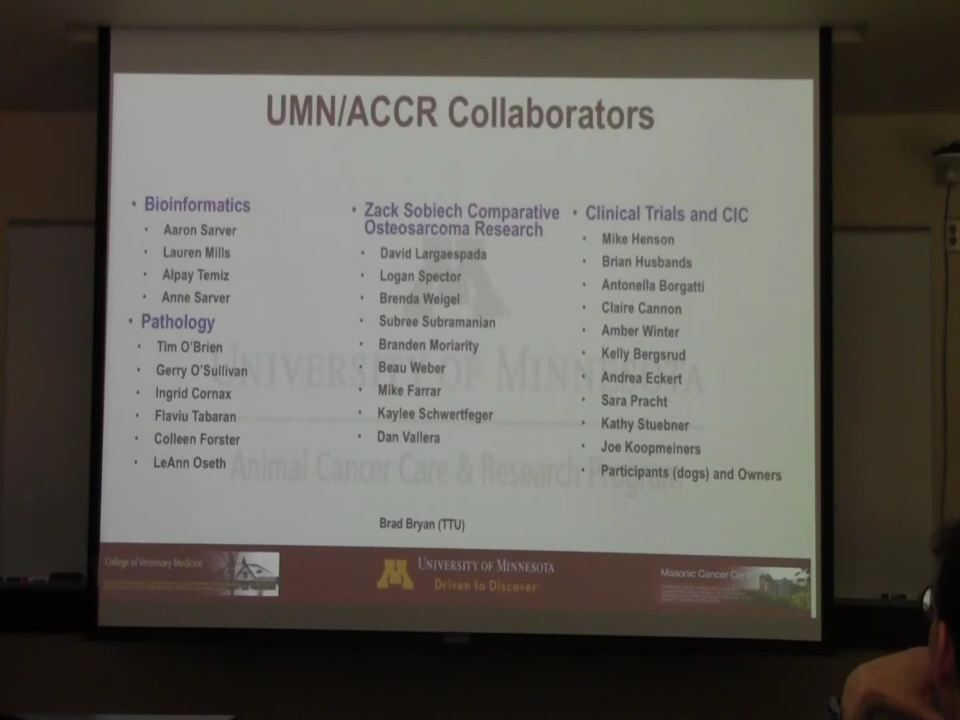 UMN/ACCR Collaborators
• Bioinformatics
• Aaron Sarver
• Lauren Mills
• Alpay Temiz
• Anne Sarver
• Pathology
• Tim O'Brien
• Gerry O'Sullivan
• Ingrid Cornax
• Flaviu Tabaran
• Colleen Forster
• LeAnn Oseth
• Zack Sobiech Comparative
Osteosarcoma Research
• David Largaespada
• Logan Spector
• Brenda Weigel
• Subree Subramanian
• Branden Moriarity
• Beau Weber
• Mike Farrar
• Kaylee Schwertfeger
• Dan Vallera
• Clinical Trials and CIC
• Mike Henson
• Brian Husbands
• Antonella Borgatti
• Claire Cannon
• Amber Winter
• Kelly Bergsrud
• Andrea Eckert
• Sara Pracht
• Kathy Stuebner
• Joe Koopmeiners
• Participants (dogs) and Owners
UNIVERSITY OF MINNESOTA
Animal Cancer Care & Research Program
Brad Bryan (TTU)
College of Veterinary Medicine
UNIVERSITY OF MINNESOTA
Driven to Discover
Masonic Cancer